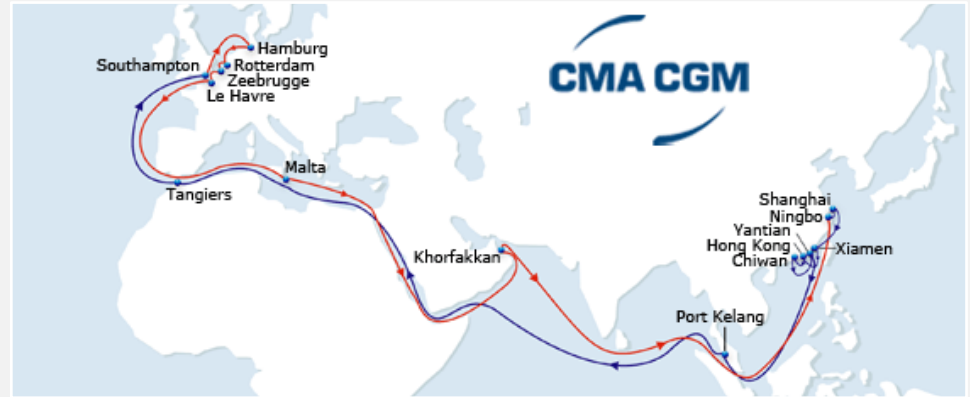 CMA CGM
Hamburg
Southampton
Rotterdam
Zeebrugge
Le Havre
Malta
Tangiers
Shanghai
Ningbo
Yantian
Hong Kong
Xiamen
Chiwan
Khorfakkan
Port Kelang